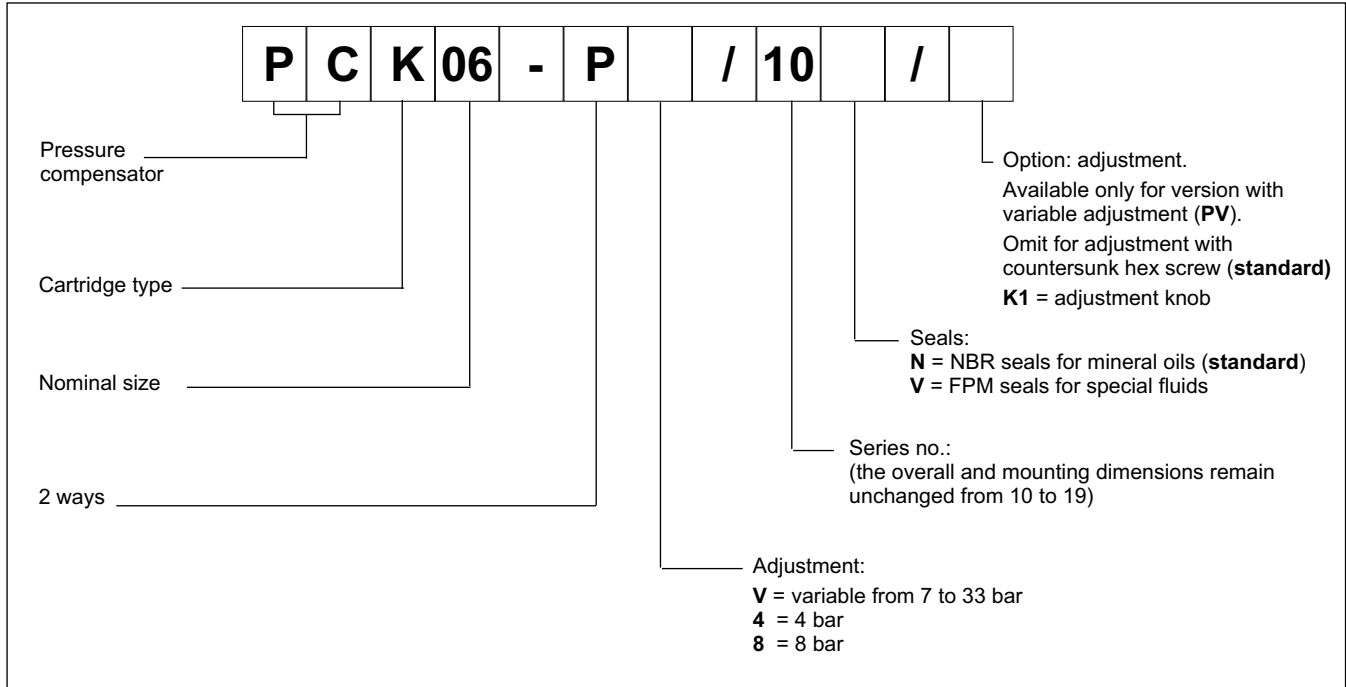 P C K 06 - P / 10 /
Pressure
compensator
Cartridge type
Nominal size
2 ways
Option: adjustment.
Available only for version with
variable adjustment (PV).
Omit for adjustment with
countersunk hex screw (standard)
K1 = adjustment knob
Seals:
N = NBR seals for mineral oils (standard)
V = FPM seals for special fluids
Series no.:
(the overall and mounting dimensions remain
unchanged from 10 to 19)
Adjustment:
V = variable from 7 to 33 bar
4 = 4 bar
8 = 8 bar